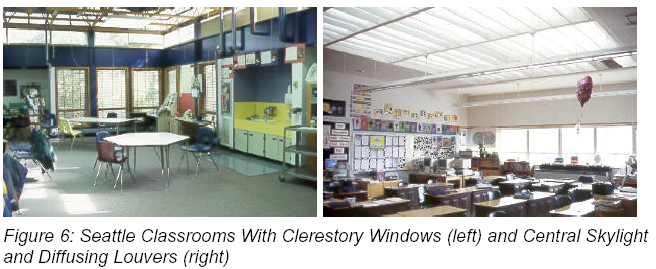 Figure 6: Seattle Classrooms With Clerestory Windows (left) and Central Skylight
and Diffusing Louvers (right)